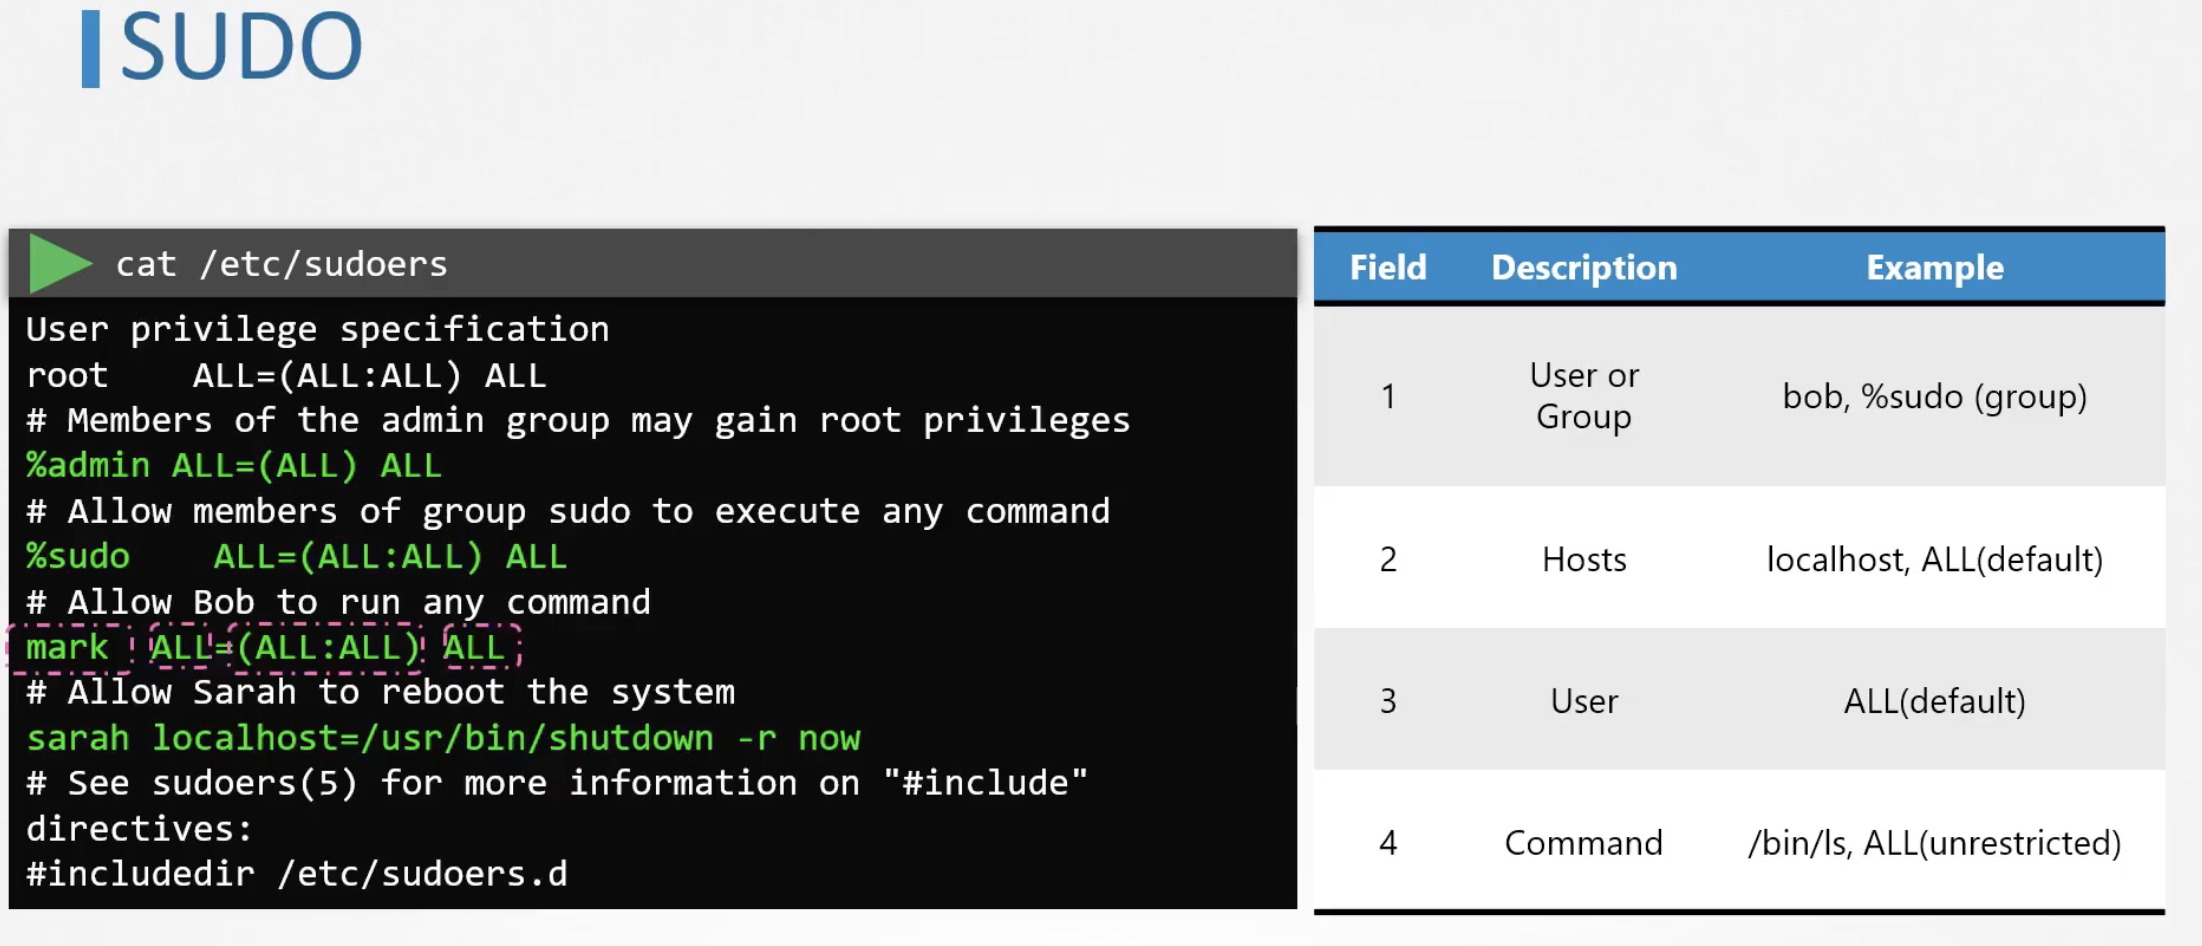 SUDO
cat /etc/sudoers
User privilege specification
root    ALL=(ALL:ALL) ALL
# Members of the admin group may gain root privileges
%admin ALL=(ALL) ALL
# Allow members of group sudo to execute any command
%sudo    ALL=(ALL:ALL) ALL
# Allow Bob to run any command
mark  ALL=(ALL:ALL) ALL
# Allow Sarah to reboot the system
sarah localhost=/usr/bin/shutdown -r now
# See sudoers(5) for more information on "#include"
directives:
#includedir /etc/sudoers.d
Field Description Example
1 User or Group bob, %sudo (group)
2 Hosts localhost, ALL(default)
3 User ALL(default)
4 Command /bin/ls, ALL(unrestricted)